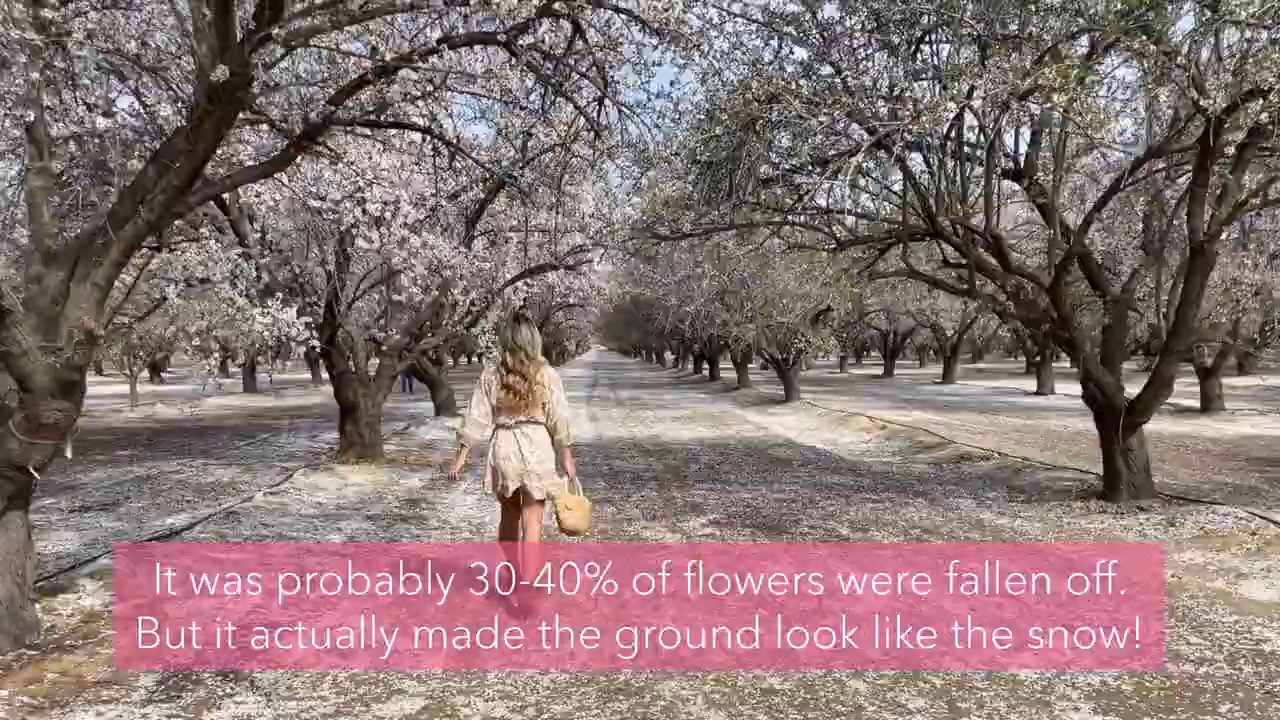 It was probably 30-40% of flowers were fallen off.
But it actually made the ground look like the snow!